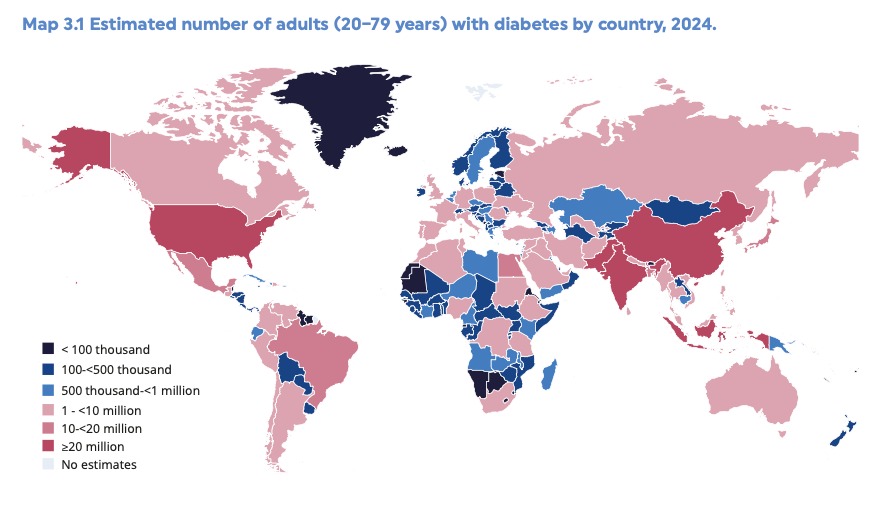 Map 3.1 Estimated number of adults (20–79 years) with diabetes by country, 2024.
< 100 thousand
100-<500 thousand
500 thousand-<1 million
1 - <10 million
10-<20 million
≥20 million
No estimates